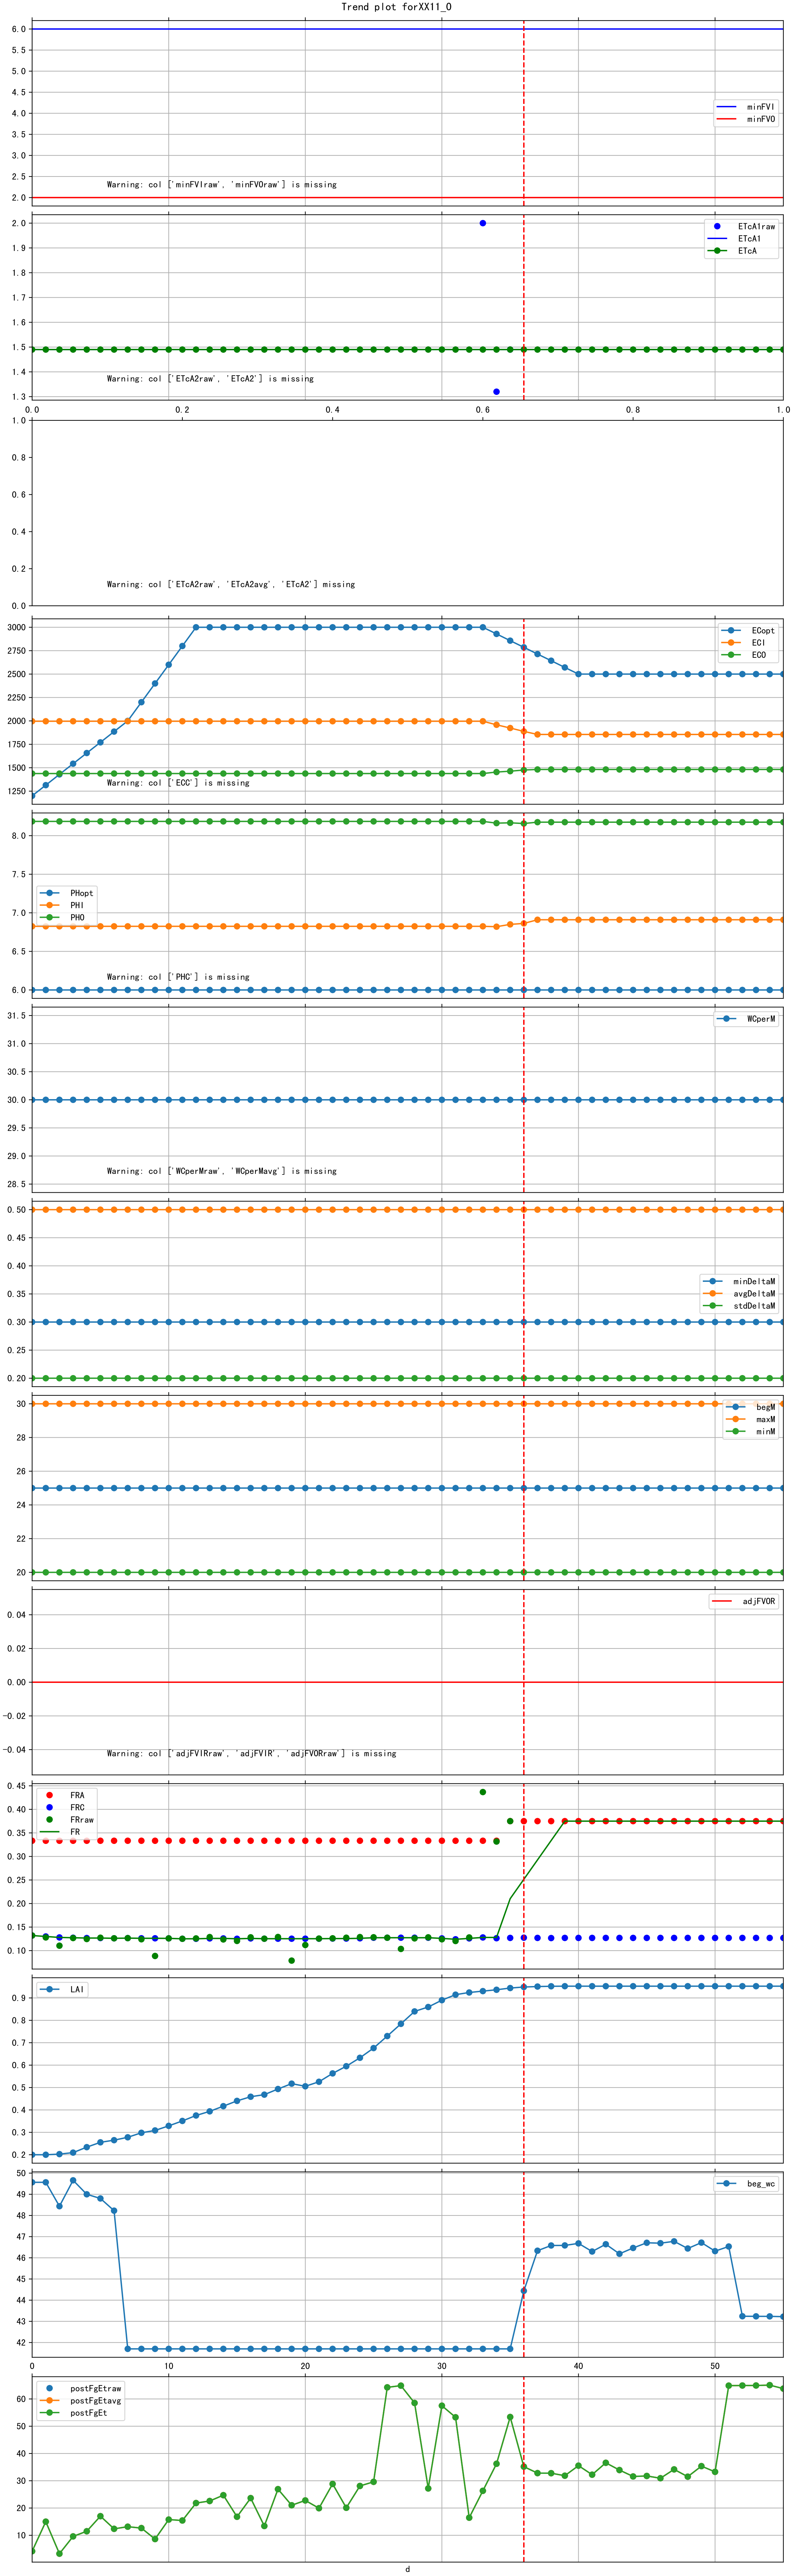 Trend plot forXX11_0
6.0
5.5
5.0
4.5
4.0
3.5
3.0
2.5
2.0
minFVI
minFVO
Warning: col ['minFVIraw', 'minFVOraw'] is missing
2.0
1.9
1.8
1.7
1.6
1.5
1.4
1.3
ETcA1raw
ETcA1
ETcA
Warning: col ['ETcA2raw', 'ETcA2'] is missing
0.0 0.2 0.4 0.6 0.8 1.0
1.0
0.8
0.6
0.4
0.2
0.0
Warning: col ['ETcA2raw', 'ETcA2avg', 'ETcA2'] missing
3000
2750
2500
2250
2000
1750
1500
1250
ECopt
ECI
ECO
Warning: col ['ECC'] is missing
8.0
7.5
7.0
6.5
6.0
PHopt
PHI
PHO
Warning: col ['PHC'] is missing
31.5
31.0
30.5
30.0
29.5
29.0
28.5
WCperM
Warning: col ['WCperMraw', 'WCperMavg'] is missing
0.50
0.45
0.40
0.35
0.30
0.25
0.20
minDeltaM
avgDeltaM
stdDeltaM
30
28
26
24
22
20
begM
maxM
minM
0.04
0.02
0.00
−0.02
−0.04
adjFVOR
Warning: col ['adjFVIRraw', 'adjFVIR', 'adjFVORraw'] is missing
0.45
0.40
0.35
0.30
0.25
0.20
0.15
0.10
FRA
FRC
FRraw
FR
0.9
0.8
0.7
0.6
0.5
0.4
0.3
0.2
LAI
50
49
48
47
46
45
44
43
42
beg_wc
0 10 20 30 40 50
60
50
40
30
20
10
postFgEtraw
postFgEtavg
postFgEt
d